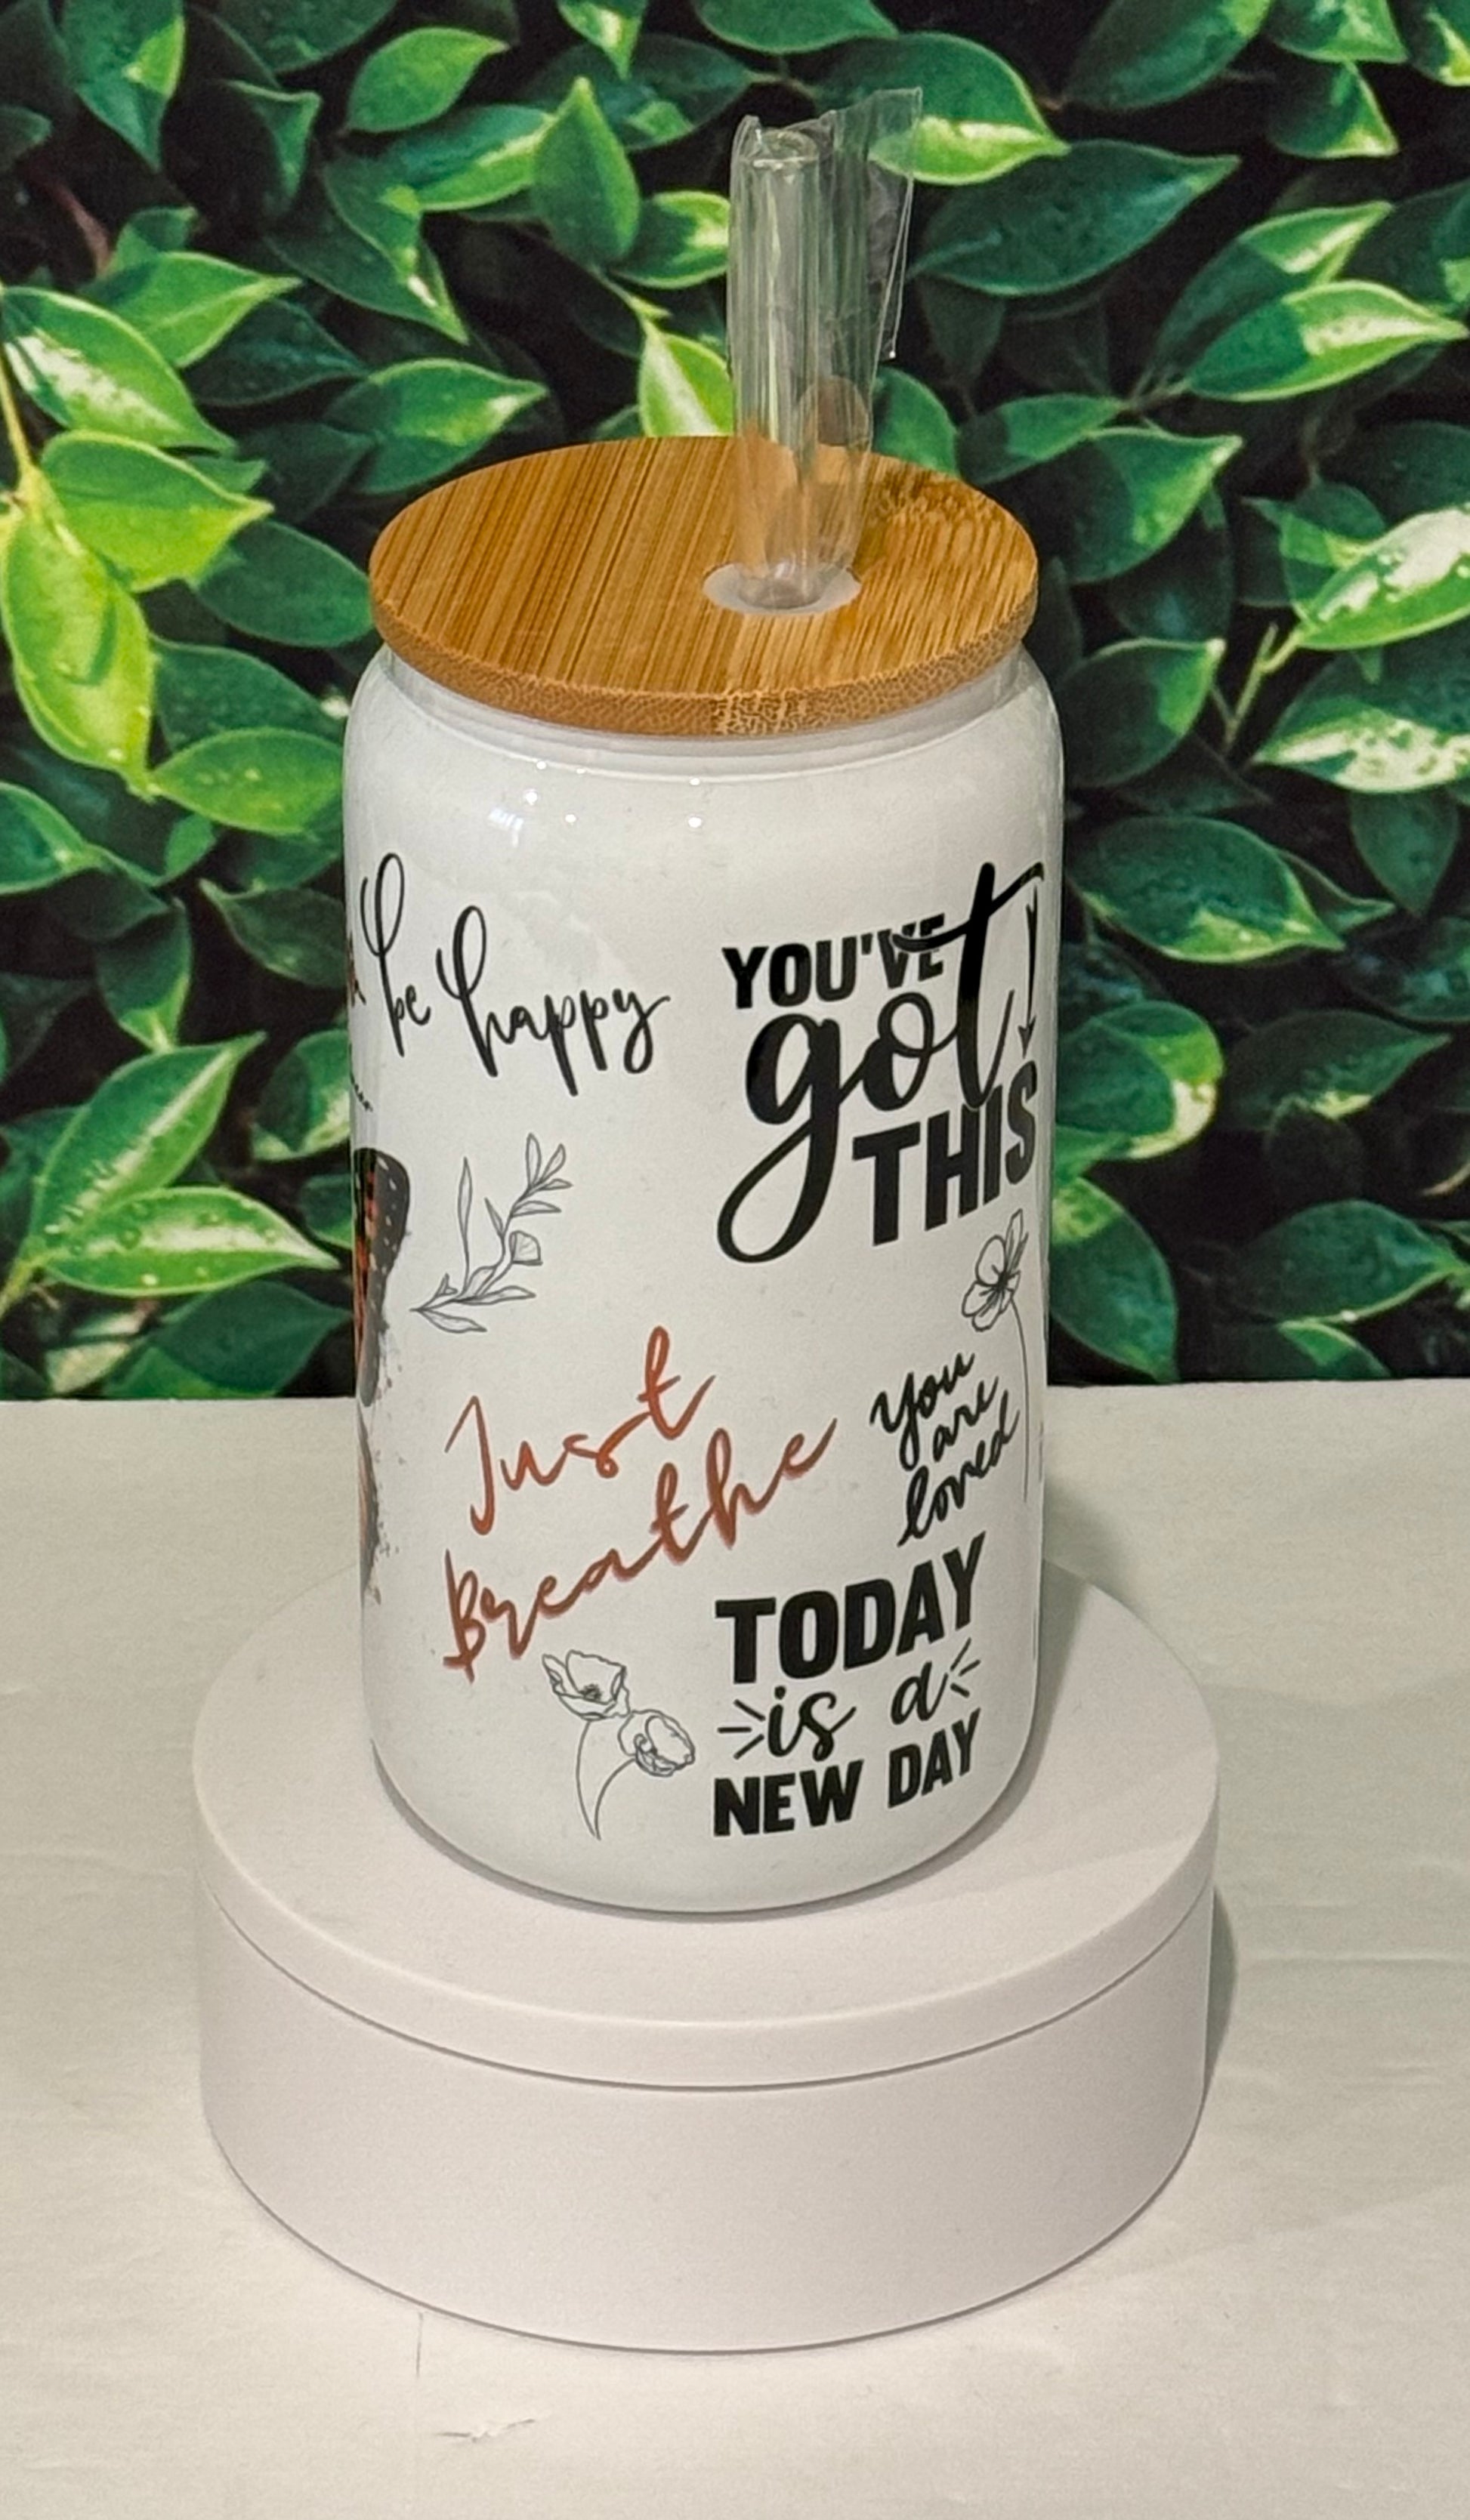 be happy
YOU'VE
got
THIS
Just
Breathe
You
are
loved
TODAY
is a
NEW DAY